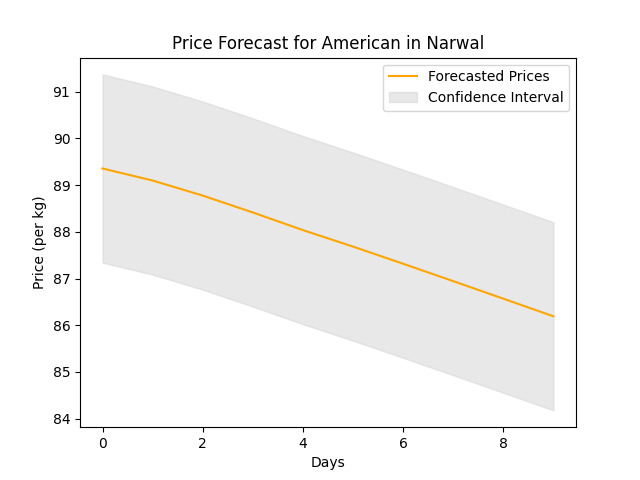 Price Forecast for American in Narwal
Forecasted Prices
Confidence Interval
91
90
89
88
87
86
85
84
Price (per kg)
0 2 4 6 8
Days